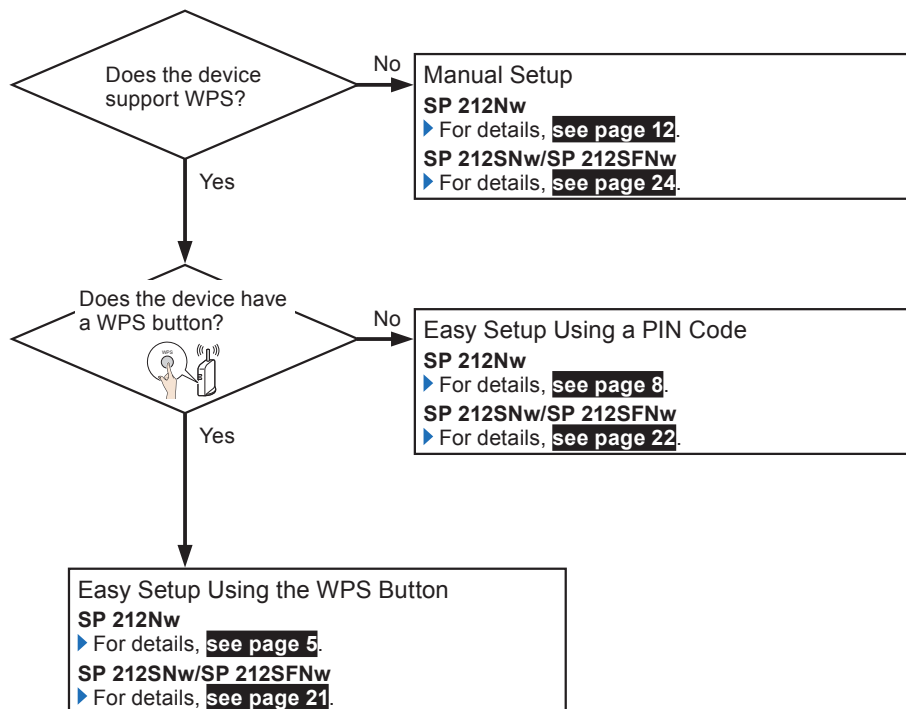 Does the device
support WPS?
No
Manual Setup
SP 212Nw
For details, see page 12.
SP 212SNw/SP 212SFNw
For details, see page 24.
Yes
Does the device have
a WPS button?
WPS
No
Easy Setup Using a PIN Code
SP 212Nw
For details, see page 8.
SP 212SNw/SP 212SFNw
For details, see page 22.
Yes
Easy Setup Using the WPS Button
SP 212Nw
For details, see page 5.
SP 212SNw/SP 212SFNw
For details, see page 21.